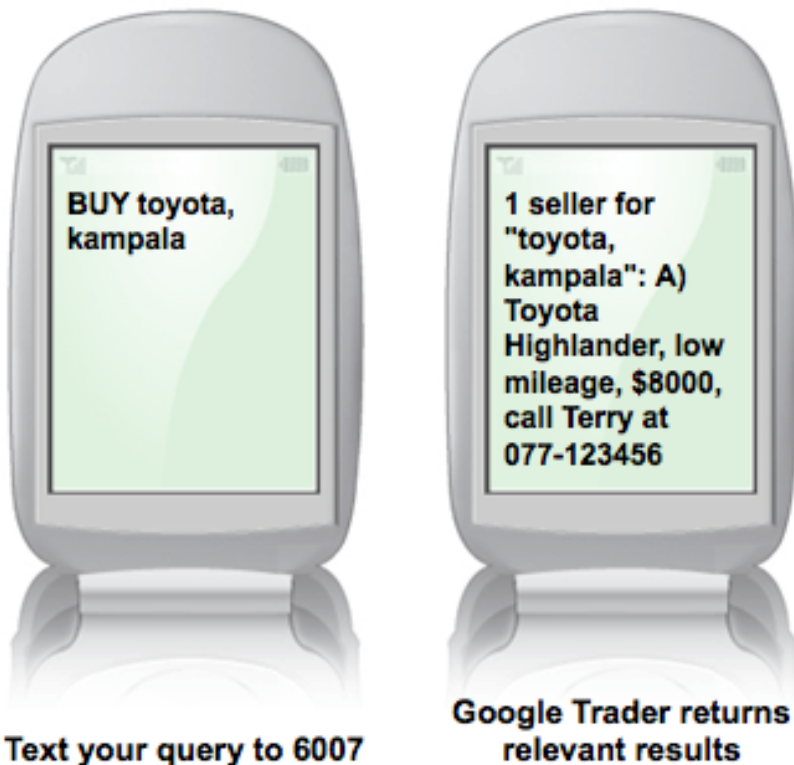 BUY toyota,
kampala
1 seller for
"toyota,
kampala": A)
Toyota
Highlander, low
mileage, $8000,
call Terry at
077-123456
Text your query to 6007
Google Trader returns
relevant results